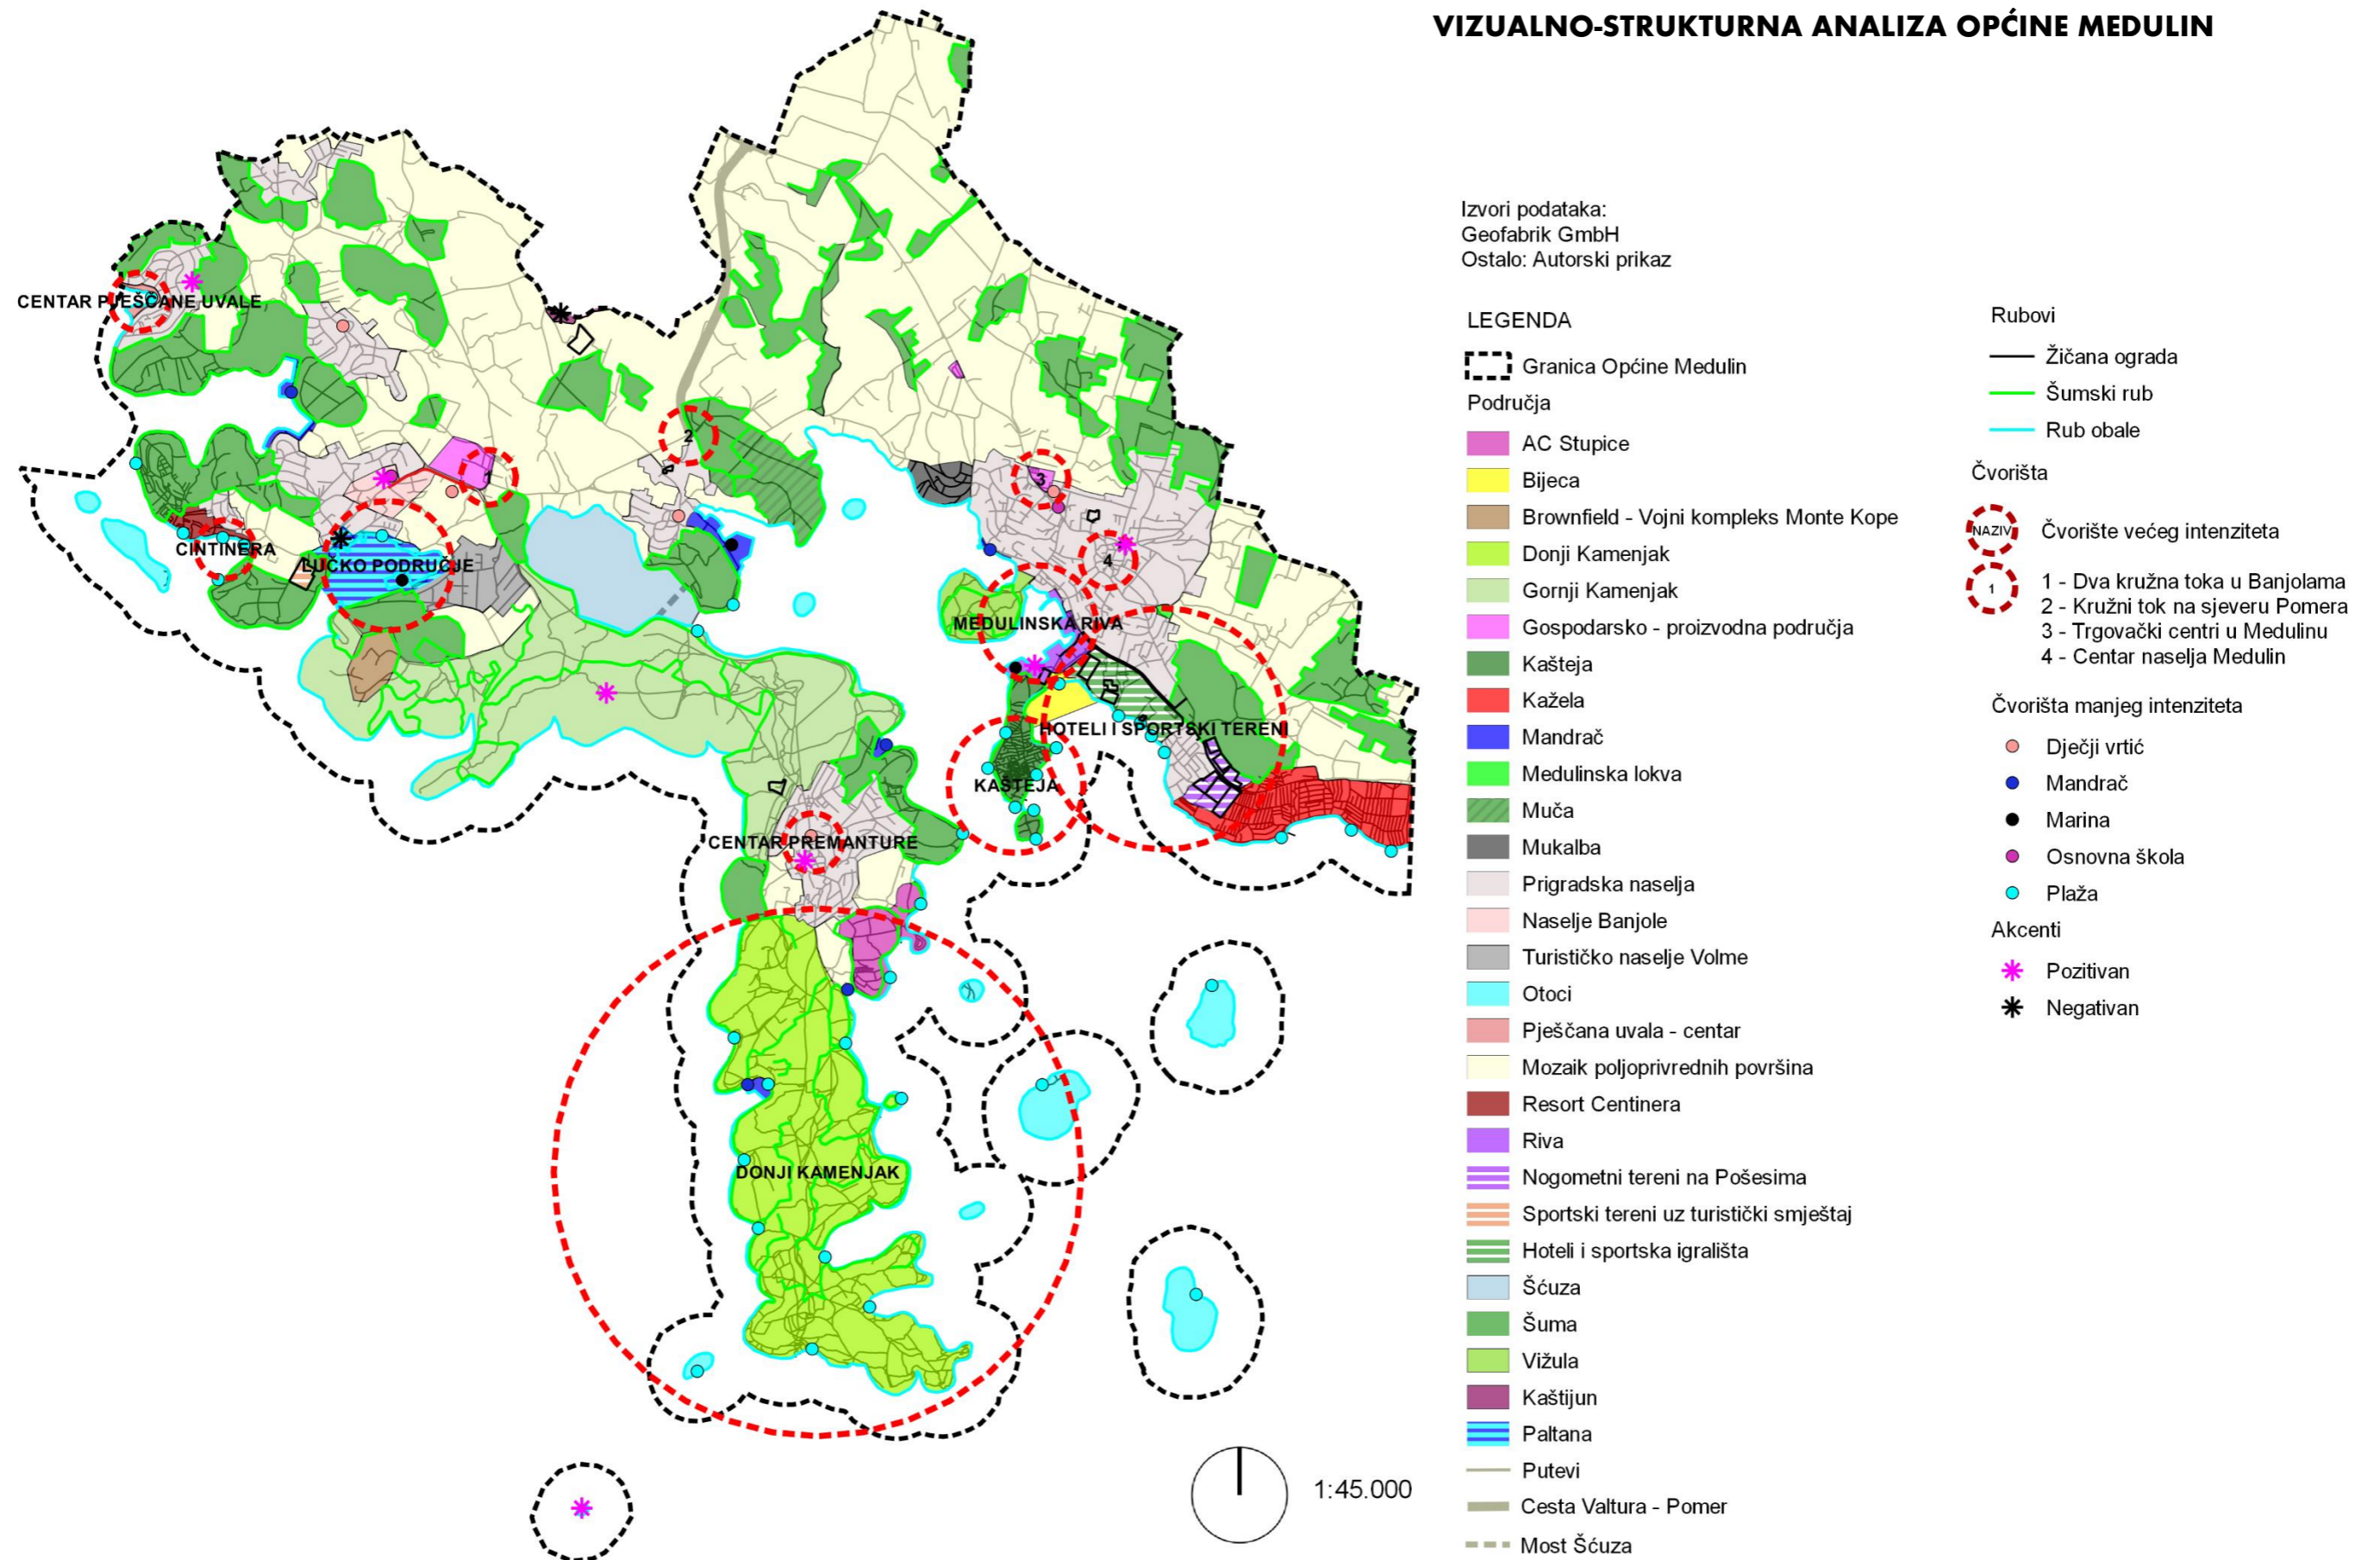 VIZUALNO-STRUKTURNA ANALIZA OPĆINE MEDULIN
CENTAR PJEŠČANE UVALE
2
1
3
CINTINERA
LUČKO PODRUČJE
4
MEDULINSKA RIVA
HOTELI I SPORTSKI TERENI
KAŠTEJA
CENTAR PREMANTURE
DONJI KAMENJAK
1:45.000
Izvori podataka:
Geofabrik GmbH
Ostalo: Autorski prikaz
LEGENDA
Granica Općine Medulin
Područja
AC Stupice
Bijeca
Brownfield - Vojni kompleks Monte Kope
Donji Kamenjak
Gornji Kamenjak
Gospodarsko - proizvodna područja
Kašteja
Kažela
Mandrač
Medulinska lokva
Muča
Mukalba
Prigradska naselja
Naselje Banjole
Turističko naselje Volme
Otoci
Pješčana uvala - centar
Mozaik poljoprivrednih površina
Resort Centinera
Riva
Nogometni tereni na Pošesima
Sportski tereni uz turistički smještaj
Hoteli i sportska igrališta
Šćuza
Šuma
Vižula
Kaštijun
Paltana
Putevi
Cesta Valtura - Pomer
Most Šćuza
Rubovi
Žičana ograda
Šumski rub
Rub obale
Čvorišta
NAZIV
Čvorište većeg intenziteta
1
1 - Dva kružna toka u Banjolama
2 - Kružni tok na sjeveru Pomera
3 - Trgovački centri u Medulinu
4 - Centar naselja Medulin
Čvorišta manjeg intenziteta
Dječji vrtić
Mandrač
Marina
Osnovna škola
Plaža
Akcenti
Pozitivan
Negativan